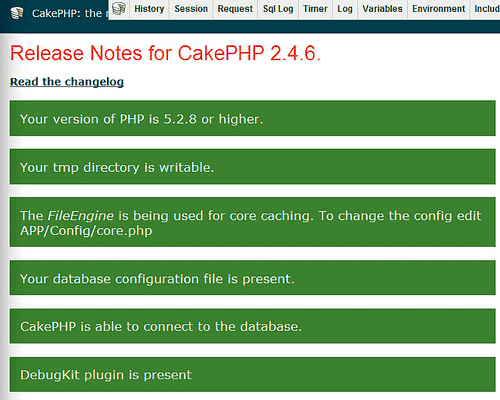 CakePHP: the r
History Session Request Sql Log Timer Log Variables Environment Includ
Release Notes for CakePHP 2.4.6.
Read the changelog
Your version of PHP is 5.2.8 or higher.
Your tmp directory is writable.
The FileEngine is being used for core caching. To change the config edit
APP/Config/core.php
Your database configuration file is present.
CakePHP is able to connect to the database.
DebugKit plugin is present